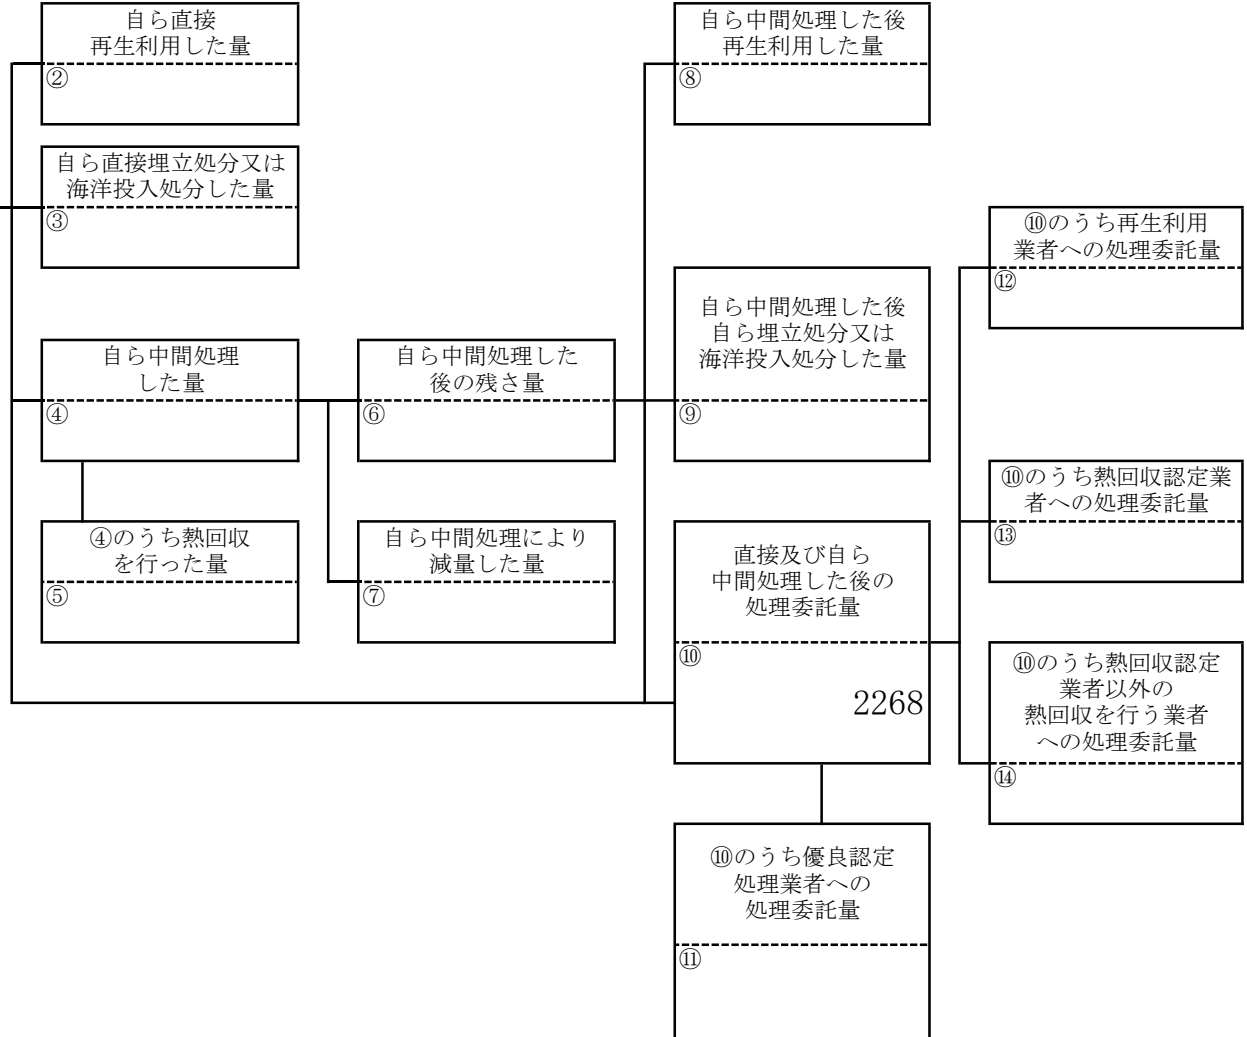 自ら直接
再生利用した量
②
自ら中間処理した後
再生利用した量
⑧
自ら直接埋立処分又は
海洋投入処分した量
③
⑩のうち再生利用
業者への処理委託量
⑫
自ら中間処理した後
自ら埋立処分又は
海洋投入処分した量
⑨
自ら中間処理
した量
④
自ら中間処理した
後の残さ量
⑥
⑩のうち熱回収認定業
者への処理委託量
⑬
④のうち熱回収
を行った量
⑤
自ら中間処理により
減量した量
⑦
直接及び自ら
中間処理した後の
処理委託量
⑩
2268
⑩のうち熱回収認定
業者以外の
熱回収を行う業者
への処理委託量
⑭
⑩のうち優良認定
処理業者への
処理委託量
⑪